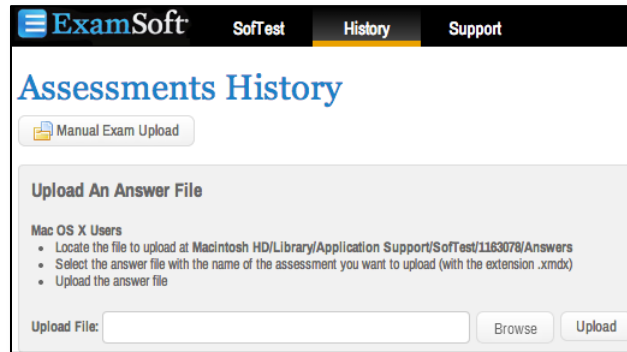 ExamSoft SofTest History Support
Assessments History
Manual Exam Upload
Upload An Answer File
Mac OS X Users
• Locate the file to upload at Macintosh HD/Library/Application Support/SofTest/1163078/Answers
• Select the answer file with the name of the assessment you want to upload (with the extension .xmdx)
• Upload the answer file
Upload File: Browse Upload